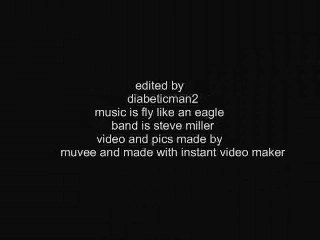 edited by
diabeticman2
music is fly like an eagle
band is steve miller
video and pics made by
muvee and made with instant video maker